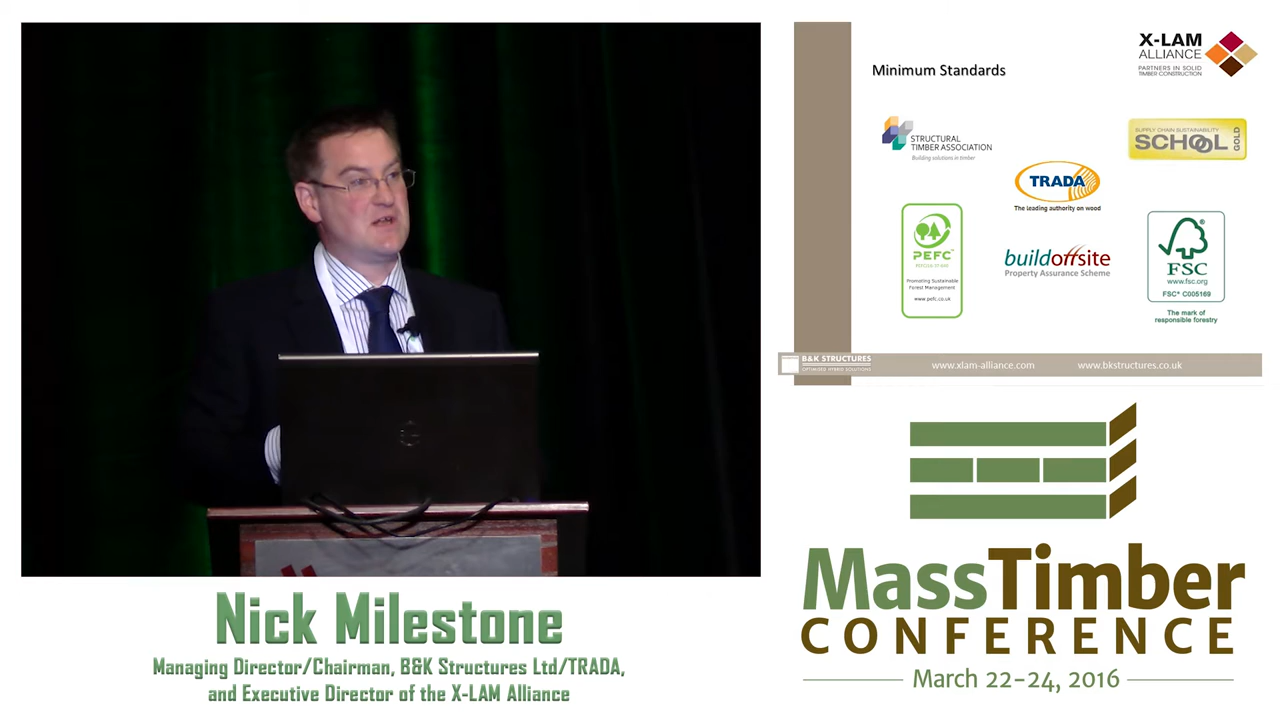 Minimum Standards
X-LAM
ALLIANCE
PARTNERS IN SOLID
TIMBER CONSTRUCTION
STRUCTURAL
TIMBER ASSOCIATION
Building solutions in timber
SUPPLY CHAIN SUSTAINABILITY
SCHOOL
GOLD
TRADA
The leading authority on wood
PEFC™
Promoting Sustainable
Forest Management
www.pefc.co.uk
buildoffsite
Property Assurance Scheme
®
FSC
www.fsc.org
FSC® C005169
The mark of
responsible forestry
B&K STRUCTURES
OPTIMISED HYBRID SOLUTIONS
www.xlam-alliance.com
www.bkstructures.co.uk
MassTimber
CONFERENCE
March 22-24, 2016
Nick Milestone
Managing Director/Chairman, B&K Structures Ltd/TRADA,
and Executive Director of the X-LAM Alliance